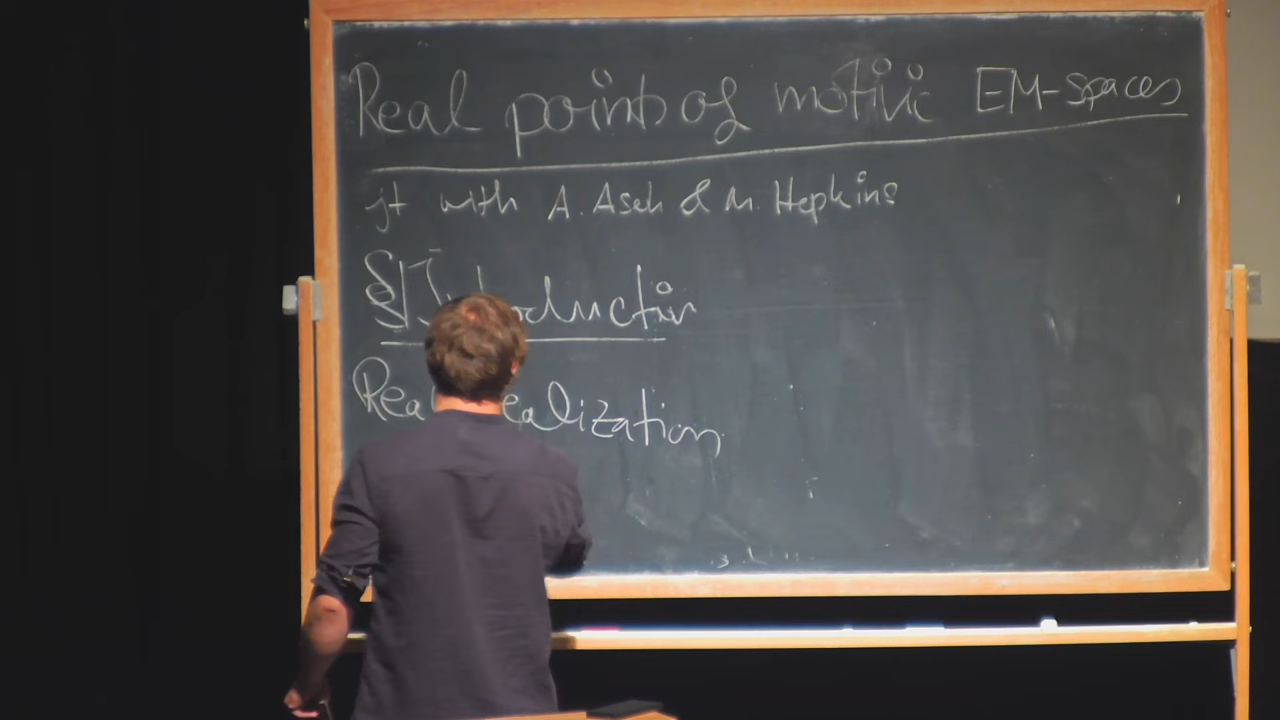 Real points of motivic EM-spaces
jt with A. Asok & M. Hopkins
§1 Introduction
Real realization